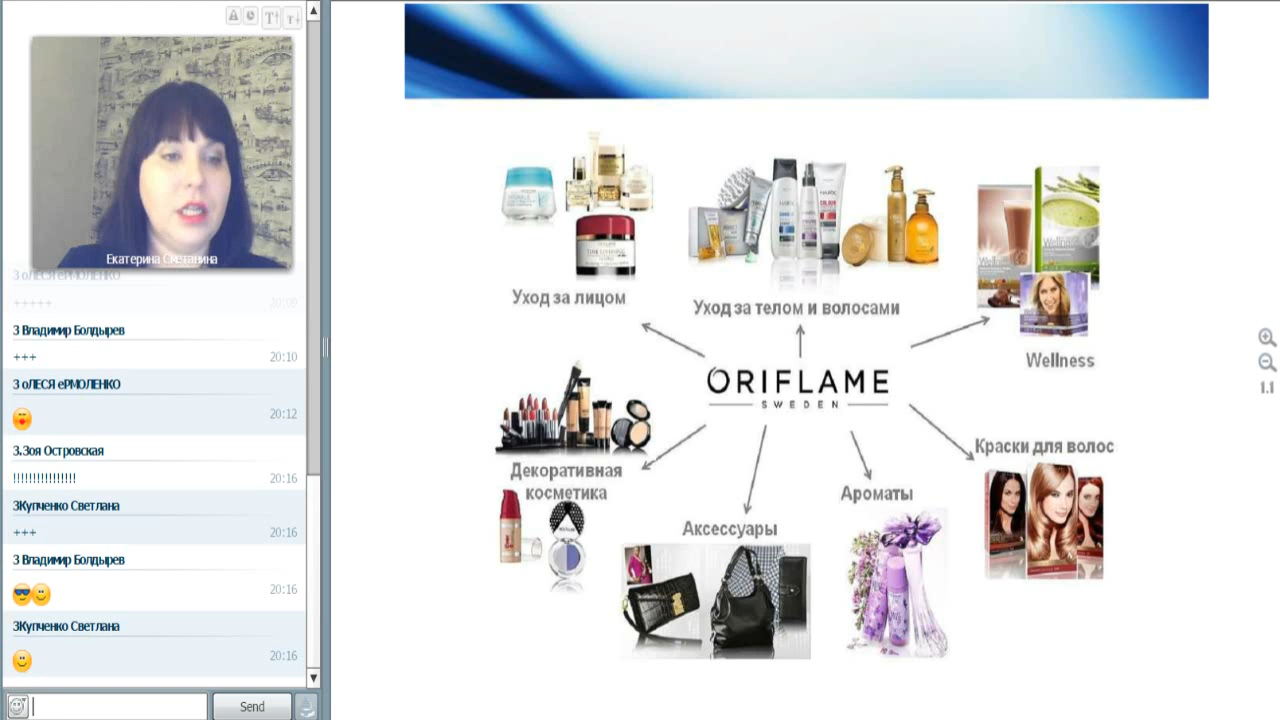 Екатерина Сметанина
3 оЛЕСЯ еРМОЛЕНКО
+++++
20:09
3 Владимир Болдырев
+++
20:10
3 оЛЕСЯ еРМОЛЕНКО
20:12
3.Зоя Островская
!!!!!!!!!!!!!!!!
20:16
3Купченко Светлана
+++
20:16
3 Владимир Болдырев
20:16
3Купченко Светлана
20:16
Send
Уход за лицом
Уход за телом и волосами
Wellness
ORIFLAME
SWEDEN
Декоративная
косметика
Аксессуары
Ароматы
Краски для волос
1:1